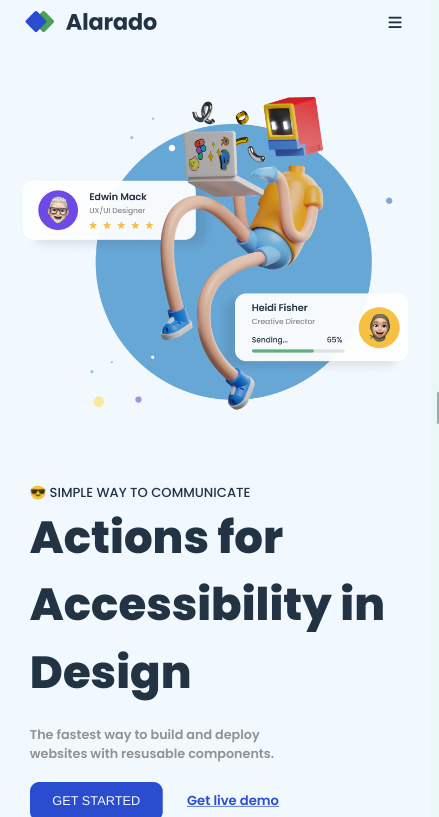 Alarado
Edwin Mack
UX/UI Designer
Heidi Fisher
Creative Director
Sending... 65%
😎 SIMPLE WAY TO COMMUNICATE
Actions for
Accessibility in
Design
The fastest way to build and deploy
websites with resusable components.
GET STARTED Get live demo